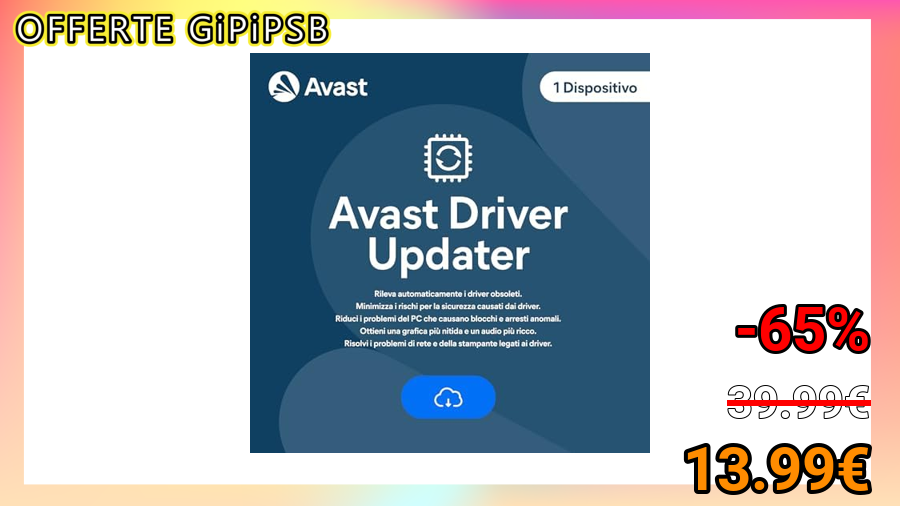 OFFERTE GiPiPSB
Avast
1 Dispositivo
Avast Driver
Updater
Rileva automaticamente i driver obsoleti.
Minimizza i rischi per la sicurezza causati dai driver.
Riduci i problemi del PC che causano blocchi e arresti anomali.
Ottieni una grafica più nitida e un audio più ricco.
Risolvi i problemi di rete e della stampante legati ai driver.
-65%
39.99€
13.99€